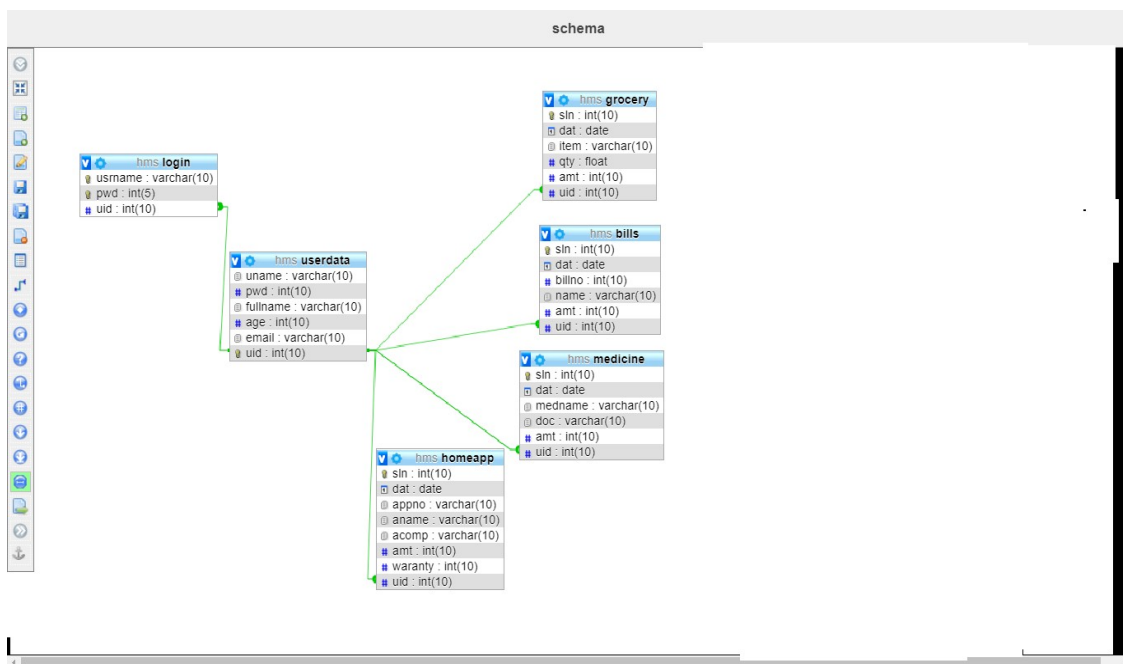 schema
hms login
usrname : varchar(10)
pwd : int(5)
uid : int(10)
hms userdata
uname : varchar(10)
pwd : int(10)
fullname : varchar(10)
age : int(10)
email : varchar(10)
uid : int(10)
hms grocery
sln : int(10)
dat : date
item : varchar(10)
qty : float
amt : int(10)
uid : int(10)
hms bills
sln : int(10)
dat : date
billno : int(10)
name : varchar(10)
amt : int(10)
uid : int(10)
hms medicine
sln : int(10)
dat : date
medname : varchar(10)
doc : varchar(10)
amt : int(10)
uid : int(10)
hms homeapp
sln : int(10)
dat : date
appno : varchar(10)
aname : varchar(10)
acomp : varchar(10)
amt : int(10)
waranty : int(10)
uid : int(10)